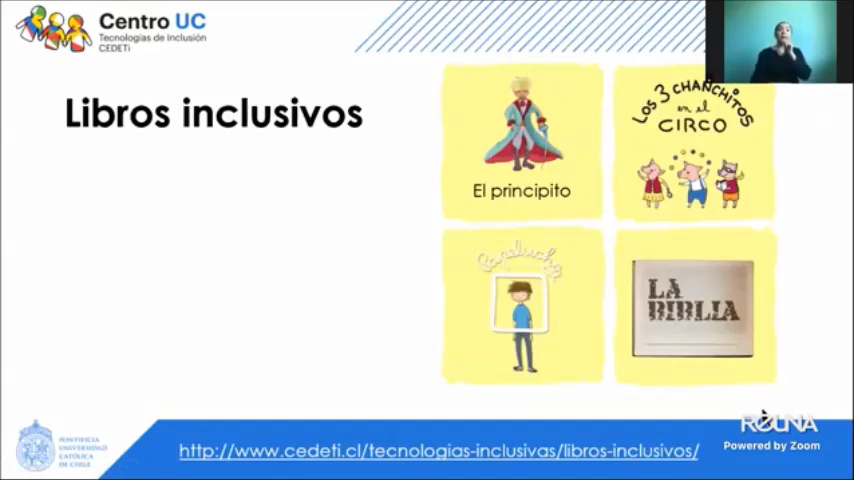 Centro UC
Tecnologías de Inclusión
CEDETi
Libros inclusivos
El principito
LOS 3 CHANCHITOS
en el
CIRCO
Papelucho
LA
BIBLIA
PONTIFICIA
UNIVERSIDAD
CATÓLICA
DE CHILE
http://www.cedeti.cl/tecnologias-inclusivas/libros-inclusivos/
REUNA
Powered by Zoom